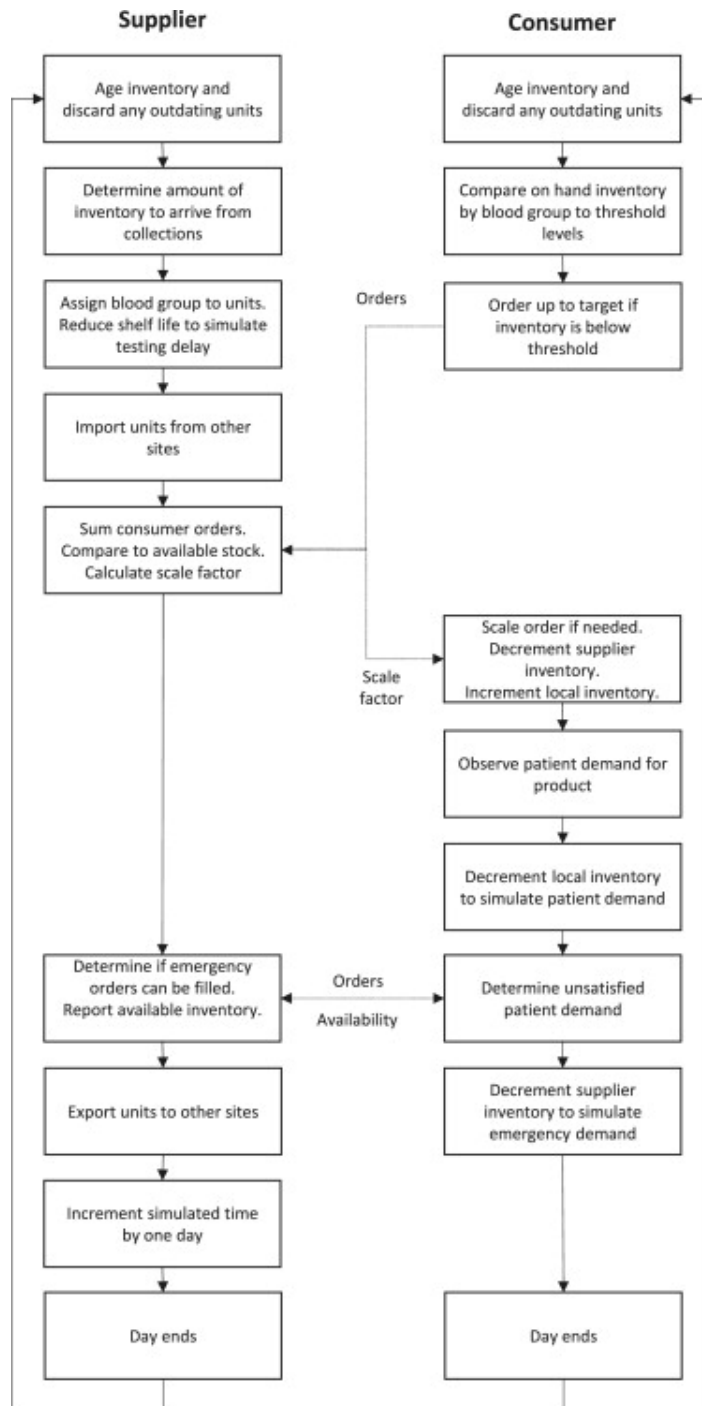 Supplier
Age inventory and
discard any outdating units
Determine amount of
inventory to arrive from
collections
Assign blood group to units.
Reduce shelf life to simulate
testing delay
Import units from other
sites
Sum consumer orders.
Compare to available stock.
Calculate scale factor
Determine if emergency
orders can be filled.
Report available inventory.
Export units to other sites
Increment simulated time
by one day
Day ends
Orders
Scale
factor
Orders
Availability
Consumer
Age inventory and
discard any outdating units
Compare on hand inventory
by blood group to threshold
levels
Order up to target if
inventory is below
threshold
Scale order if needed.
Decrement supplier
inventory.
Increment local inventory.
Observe patient demand for
product
Decrement local inventory
to simulate patient demand
Determine unsatisfied
patient demand
Decrement supplier
inventory to simulate
emergency demand
Day ends